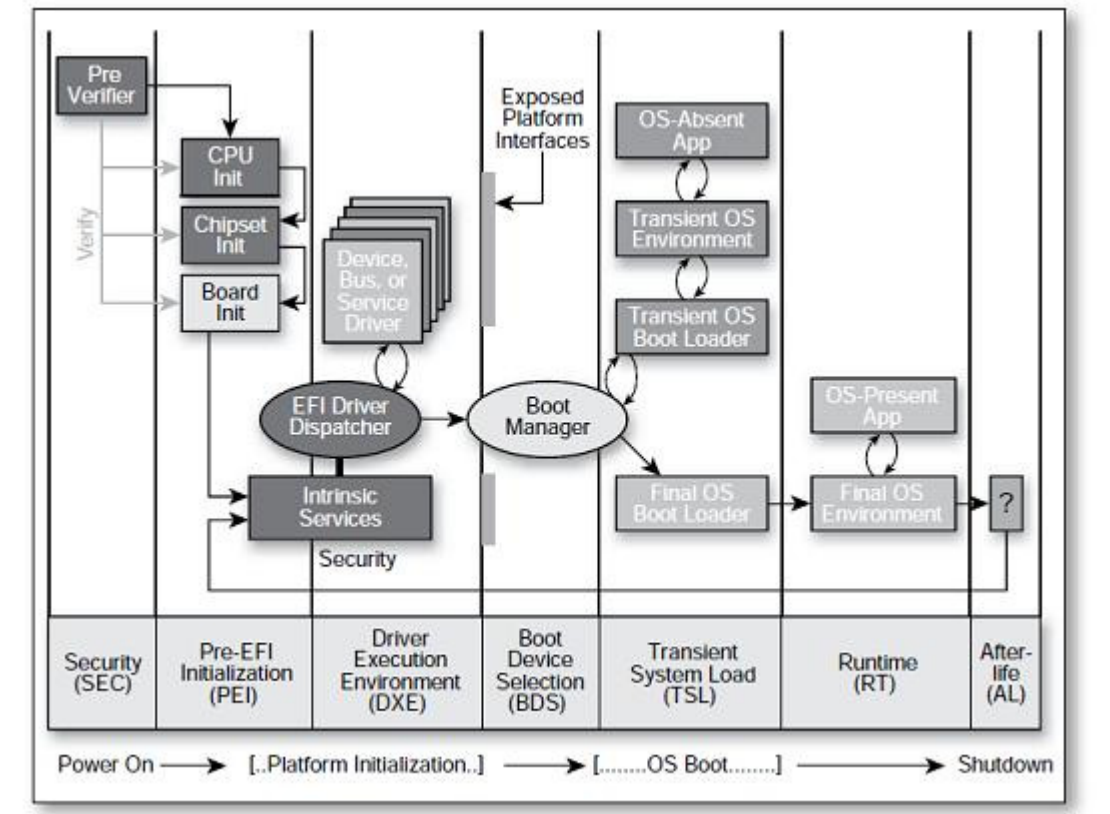 Pre
Verifier
Verify
CPU
Init
Chipset
Init
Board
Init
Device,
Bus, or
Service
Driver
EFI Driver
Dispatcher
Intrinsic
Services
Security
Exposed
Platform
Interfaces
Boot
Manager
OS-Absent
App
Transient OS
Environment
Transient OS
Boot Loader
Final OS
Boot Loader
OS-Present
App
Final OS
Environment
?
Security
(SEC)
Pre-EFI
Initialization
(PEI)
Driver
Execution
Environment
(DXE)
Boot
Device
Selection
(BDS)
Transient
System Load
(TSL)
Runtime
(RT)
After-
life
(AL)
Power On [..Platform Initialization..] [........OS Boot........] Shutdown